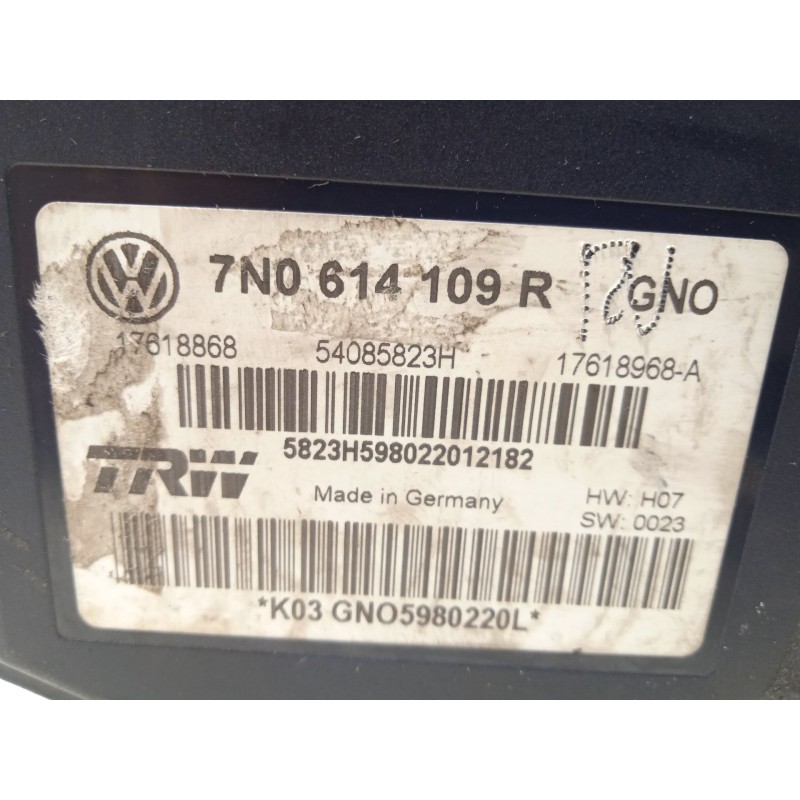 7N0 614 109 R GNO
17618868 54085823H 17618968-A
5823H598022012182
TRW Made in Germany HW: H07
SW: 0023
*K03 GNO5980220L*